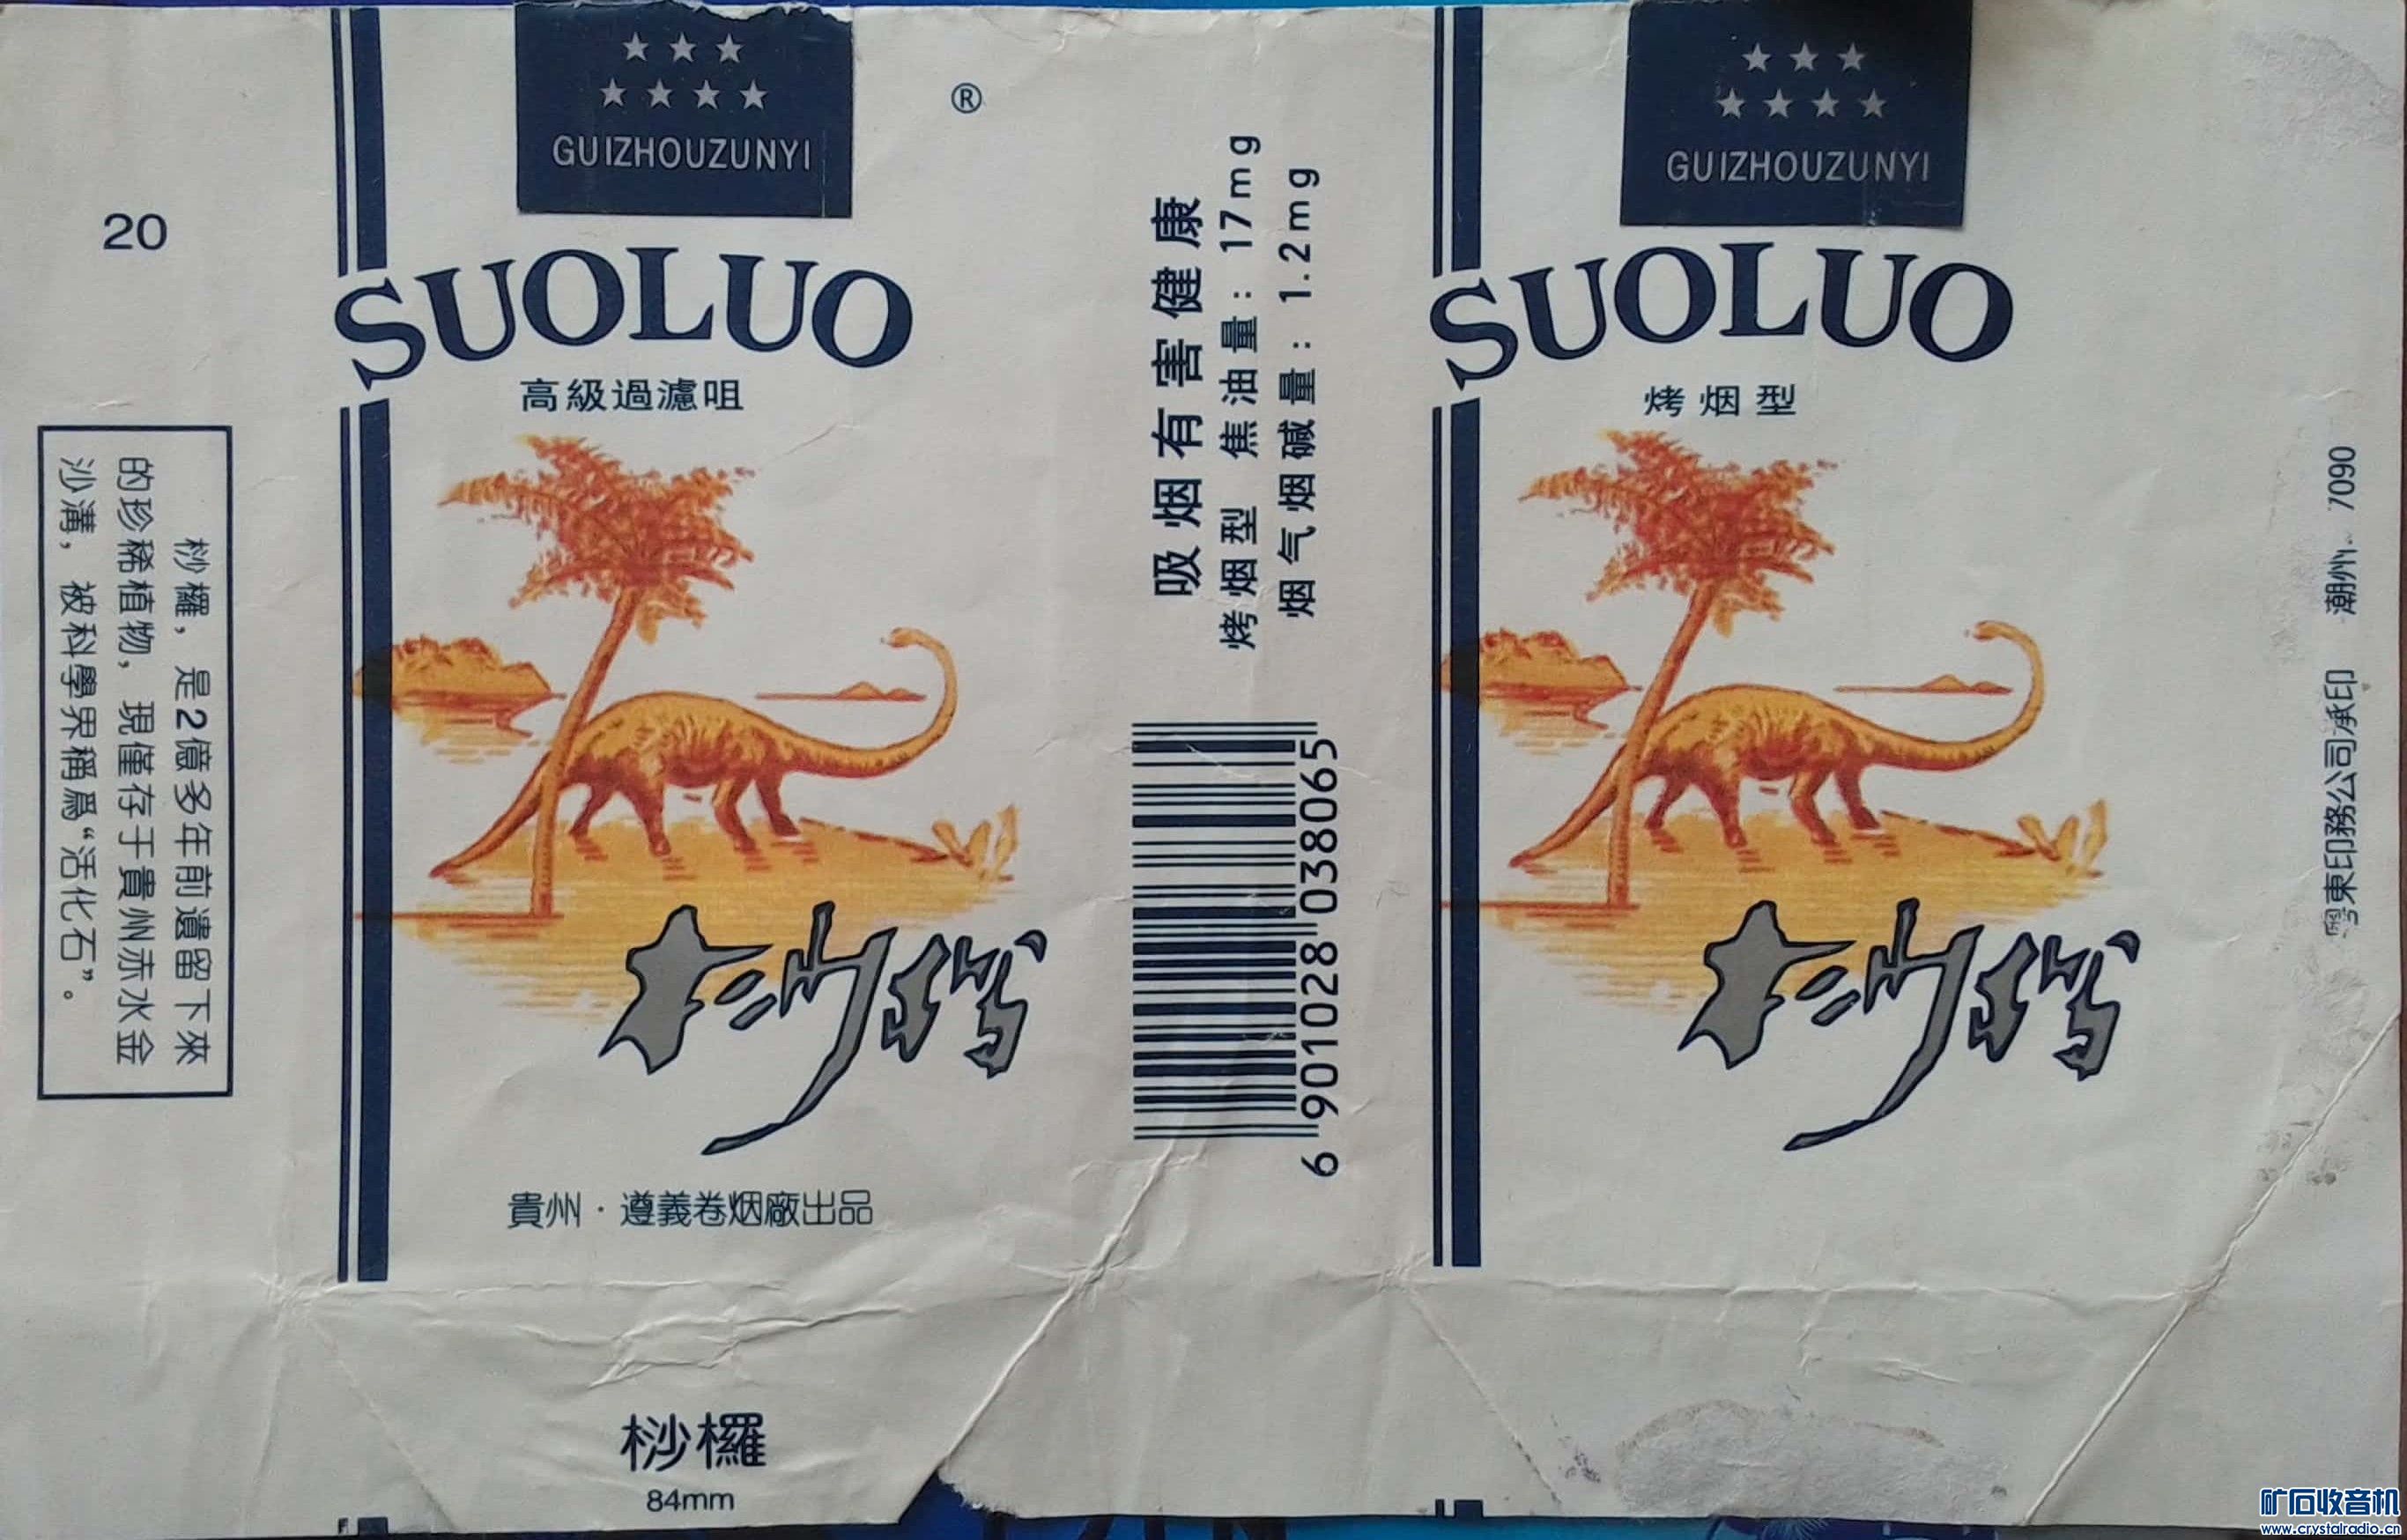 20
桫欏，是2億多年前遺留下來
的珍稀植物，現僅存于貴州赤水金
沙溝，被科學界稱爲“活化石”。
GUIZHOUZUNYI
®
SUOLUO
高級過濾咀
桫欏
貴州·遵義卷烟廠出品
桫欏
84mm
吸烟有害健康
烤烟型 焦油量：17mg
烟气烟碱量：1.2mg
6 901028 038065
GUIZHOUZUNYI
SUOLUO
烤烟型
桫欏
粤東印務公司承印 潮州. 7090
矿石收音机
www.crystalradio.cn